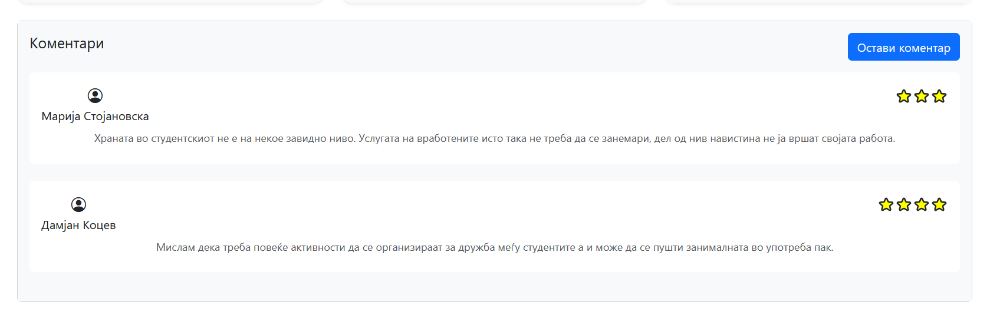 Коментари
Остави коментар
Марија Стојановска
Храната во студентскиот не е на некое завидно ниво. Услугата на вработените исто така не треба да се занемари, дел од нив навистина не ја вршат својата работа.
Дамјан Коцев
Мислам дека треба повеќе активности да се организираат за дружба меѓу студентите а и може да се пушти занималната во употреба пак.